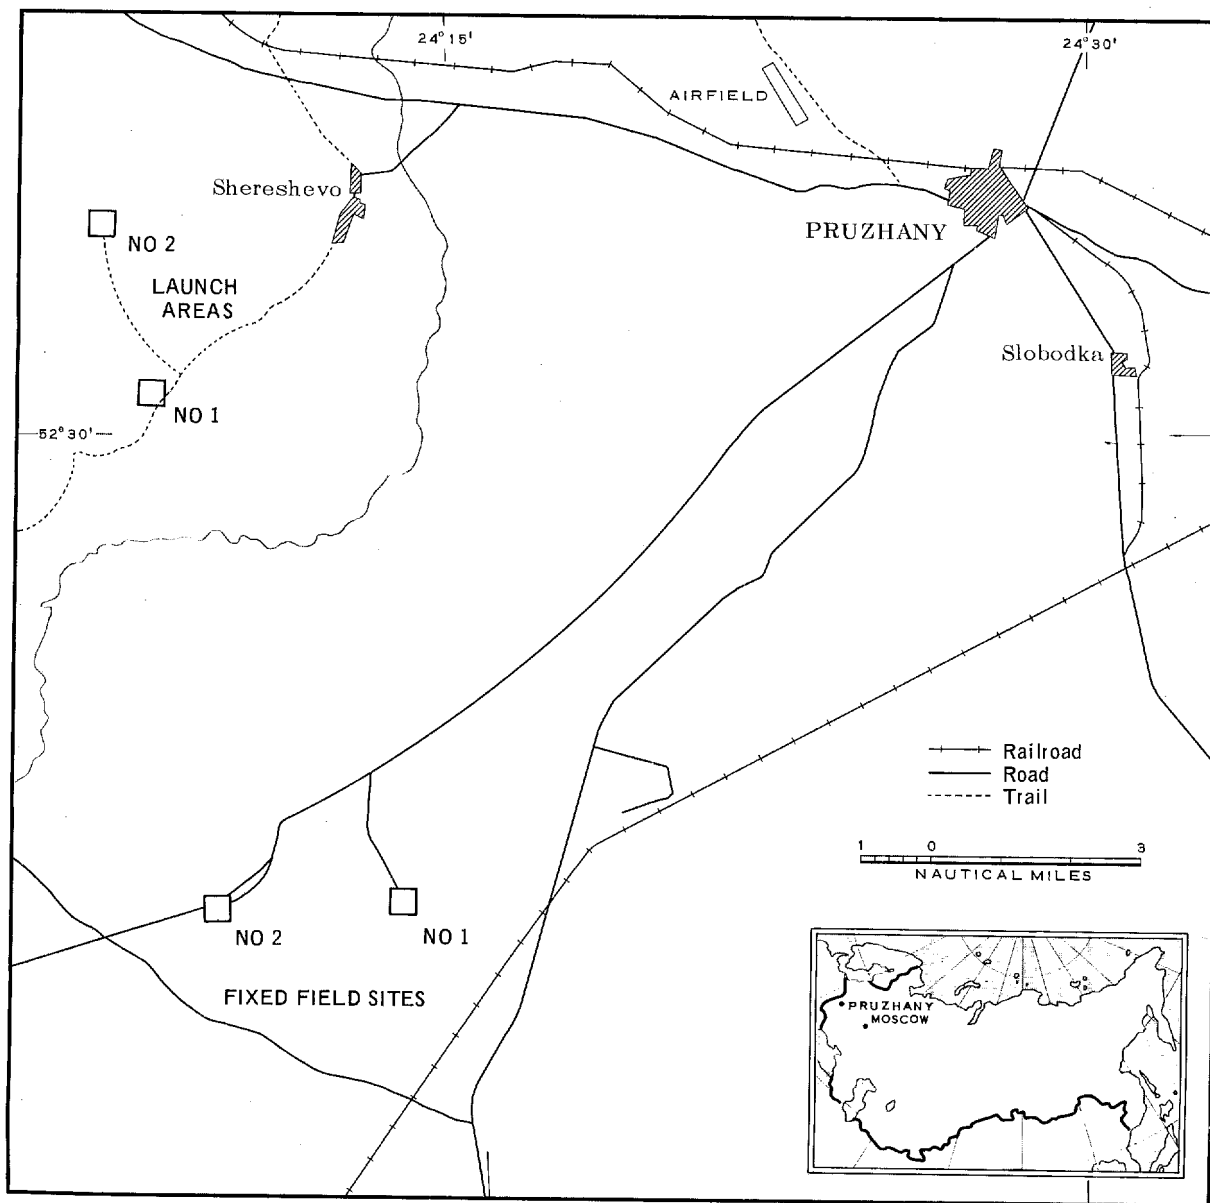 24°15'
24°30'
AIRFIELD
Shereshevo
PRUZHANY
NO 2
LAUNCH
AREAS
Slobodka
NO 1
52°30'
Railroad
Road
Trail
1 0 3
NAUTICAL MILES
NO 2
NO 1
FIXED FIELD SITES
PRUZHANY
MOSCOW